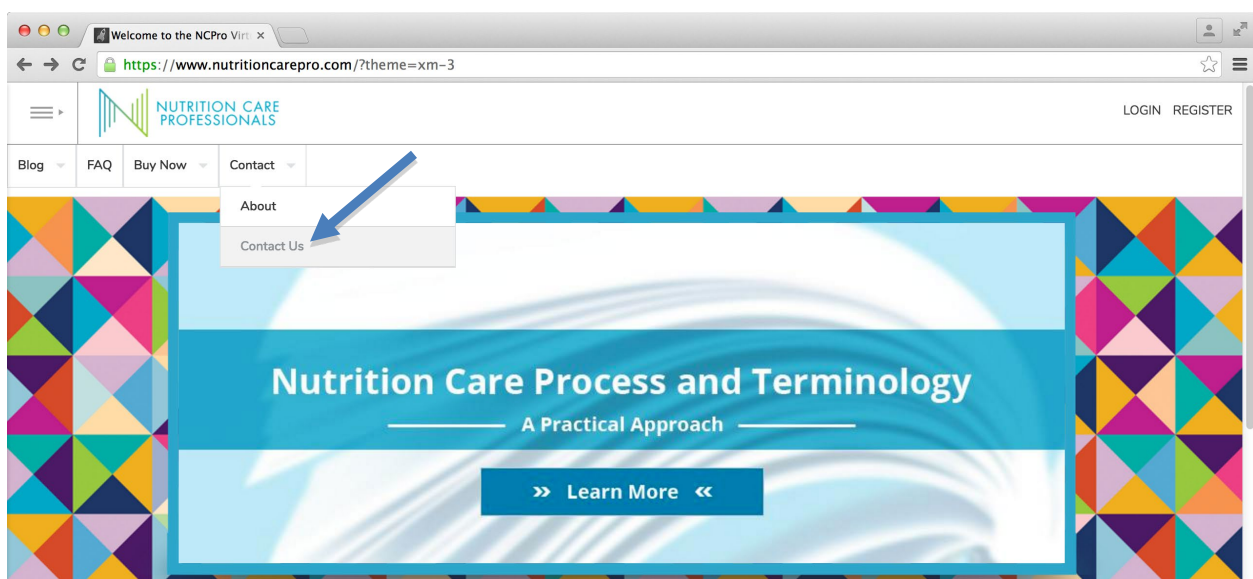 Welcome to the NCPro Virt
https://www.nutritioncarepro.com/?theme=xm-3
NUTRITION CARE
PROFESSIONALS
LOGIN REGISTER
Blog FAQ Buy Now Contact
About
Contact Us
Nutrition Care Process and Terminology
A Practical Approach
» Learn More «